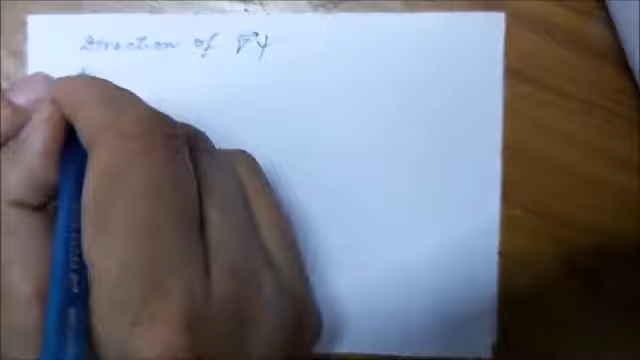 Direction of ∇⃗ψ